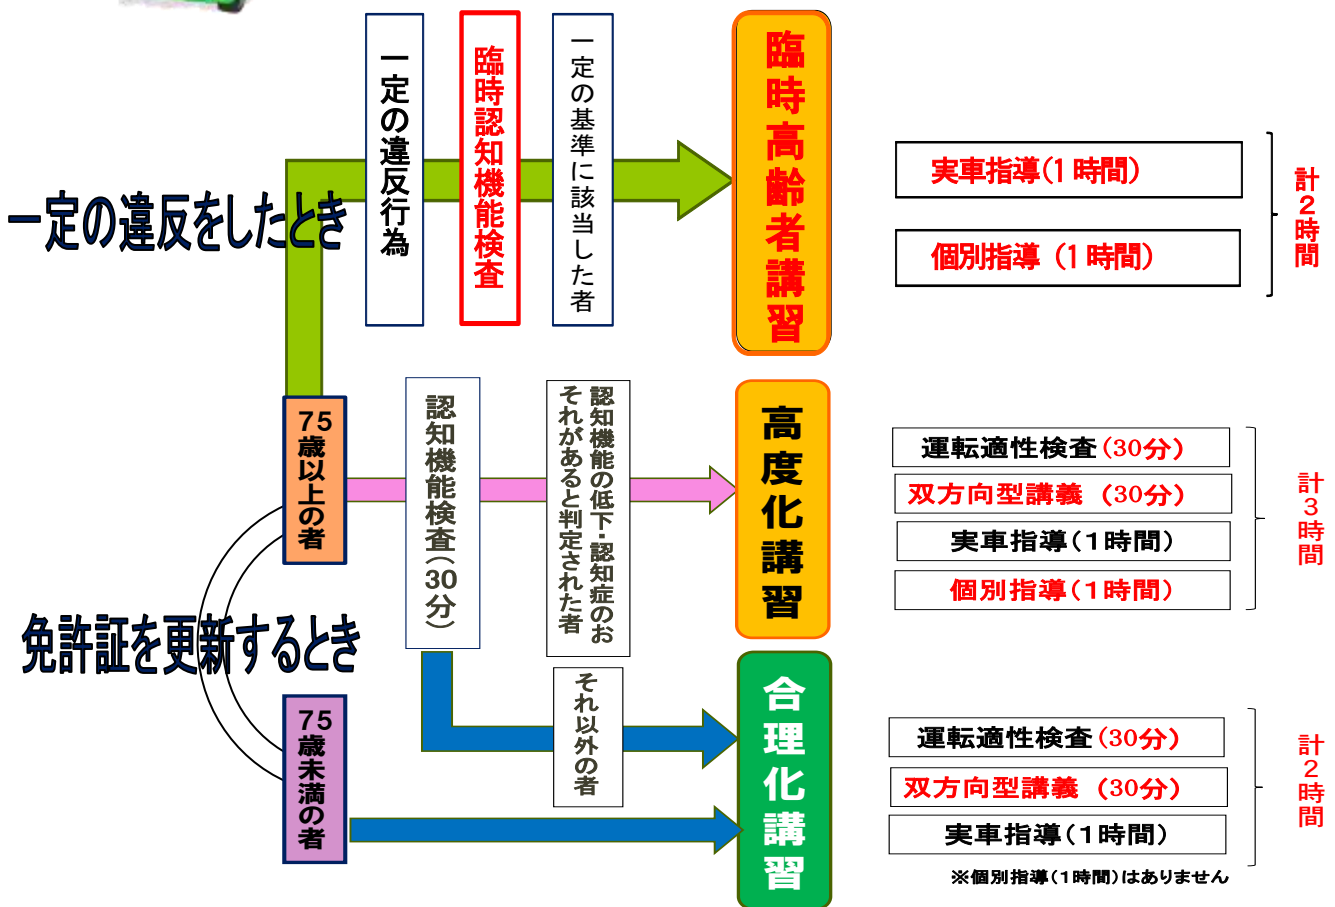 一定の違反をしたとき
一定の違反行為
臨時認知機能検査
一定の基準に該当した者
臨時高齢者講習
実車指導(1時間)
個別指導(1時間)
計2時間
75歳以上の者
認知機能検査(30分)
認知機能の低下・認知症のお
それがあると判定された者
高度化講習
運転適性検査(30分)
双方向型講義(30分)
実車指導(1時間)
個別指導(1時間)
計3時間
免許証を更新するとき
75歳未満の者
それ以外の者
合理化講習
運転適性検査(30分)
双方向型講義(30分)
実車指導(1時間)
計2時間
※個別指導(1時間)はありません